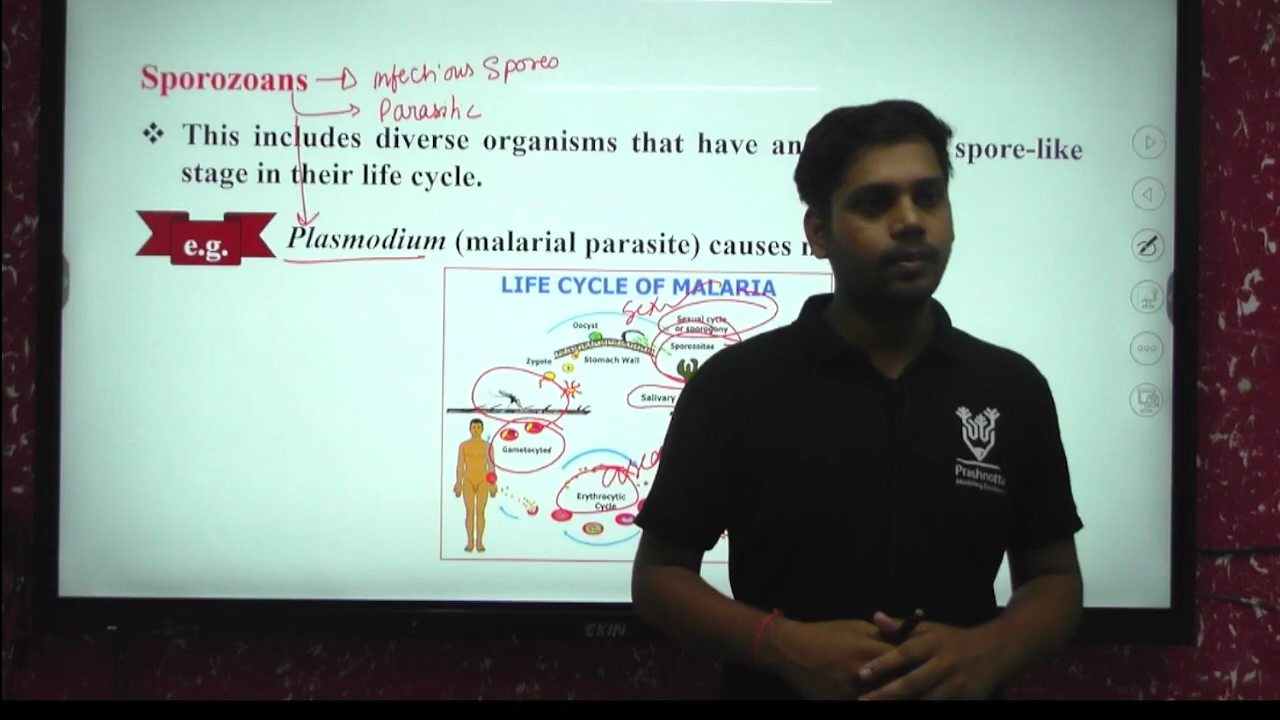 Sporozoans → Infectious Spores
→ Parasitic
❖ This includes diverse organisms that have an spore-like
stage in their life cycle.
e.g. Plasmodium (malarial parasite) causes
LIFE CYCLE OF MALARIA
Sexual cycle
or sporogony
Oocyst
Sporozoites
Zygote
Stomach Wall
Salivary
Gametocytes
Erythrocytic
Cycle
Prashnotta
EKIN